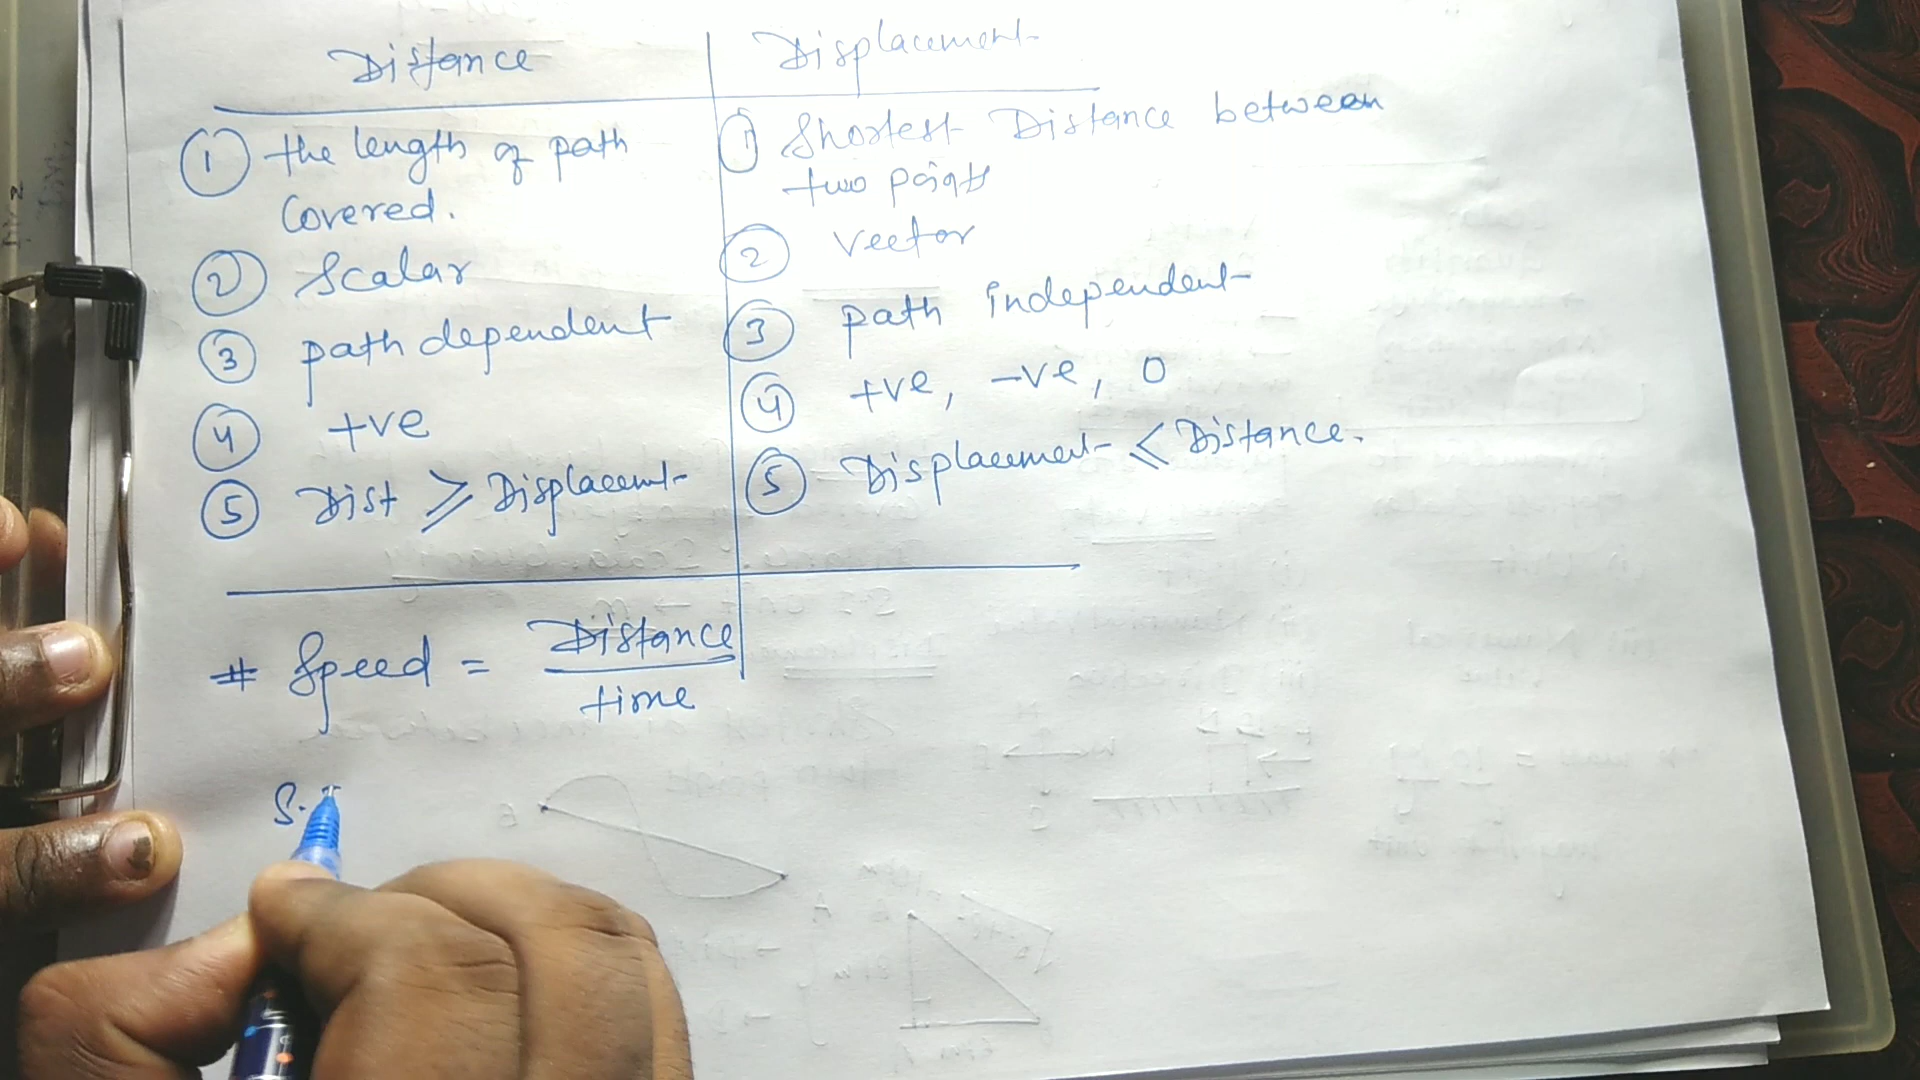 Distance
① the length of path
Covered.
② Scalar
③ path dependent
④ +ve
⑤ Dist ⩾ Displacemt
Displacement
① Shortest Distance between
two points
② Vector
③ path independent
④ +ve, -ve, 0
⑤ Displacement ⩽ Distance.
# Speed = Distance
time
S.